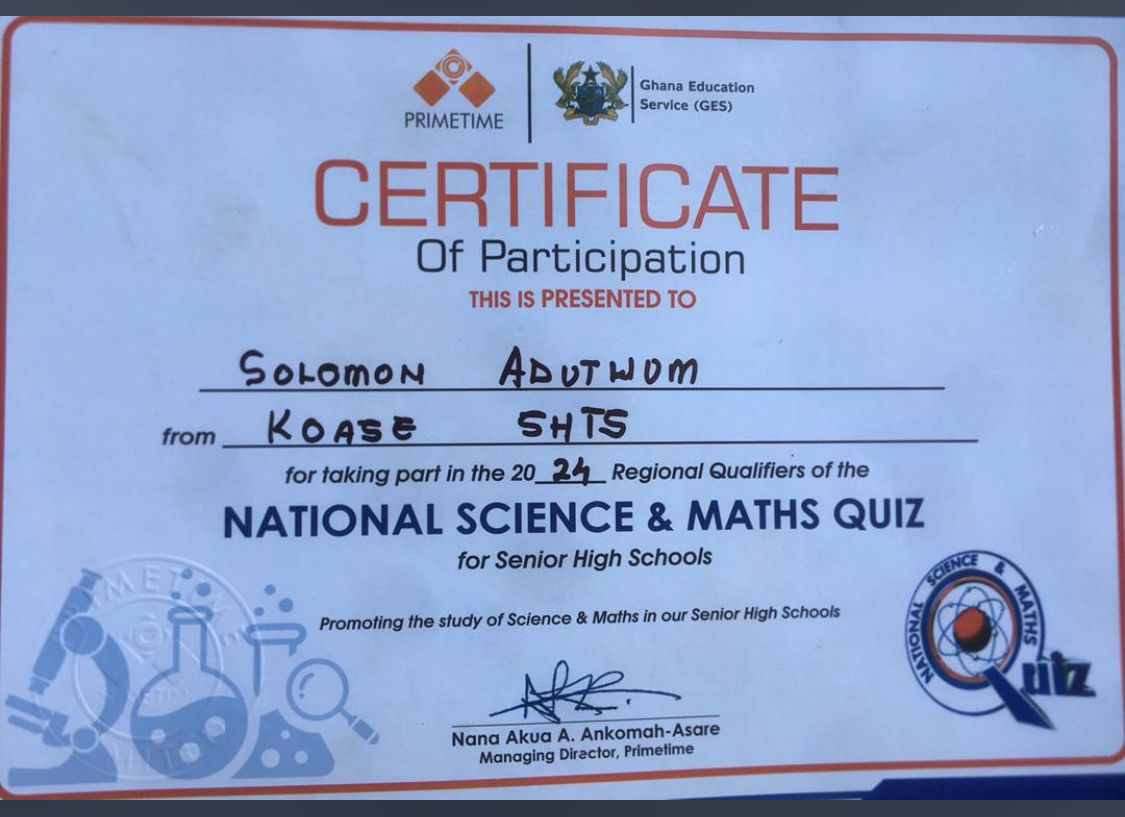 PRIMETIME
Ghana Education
Service (GES)
CERTIFICATE
Of Participation
THIS IS PRESENTED TO
SOLOMON ADUTWUM
from KOASE SHTS
for taking part in the 2024 Regional Qualifiers of the
NATIONAL SCIENCE & MATHS QUIZ
for Senior High Schools
Promoting the study of Science & Maths in our Senior High Schools
NATIONAL SCIENCE & MATHS
Quiz
Nana Akua A. Ankomah-Asare
Managing Director, Primetime